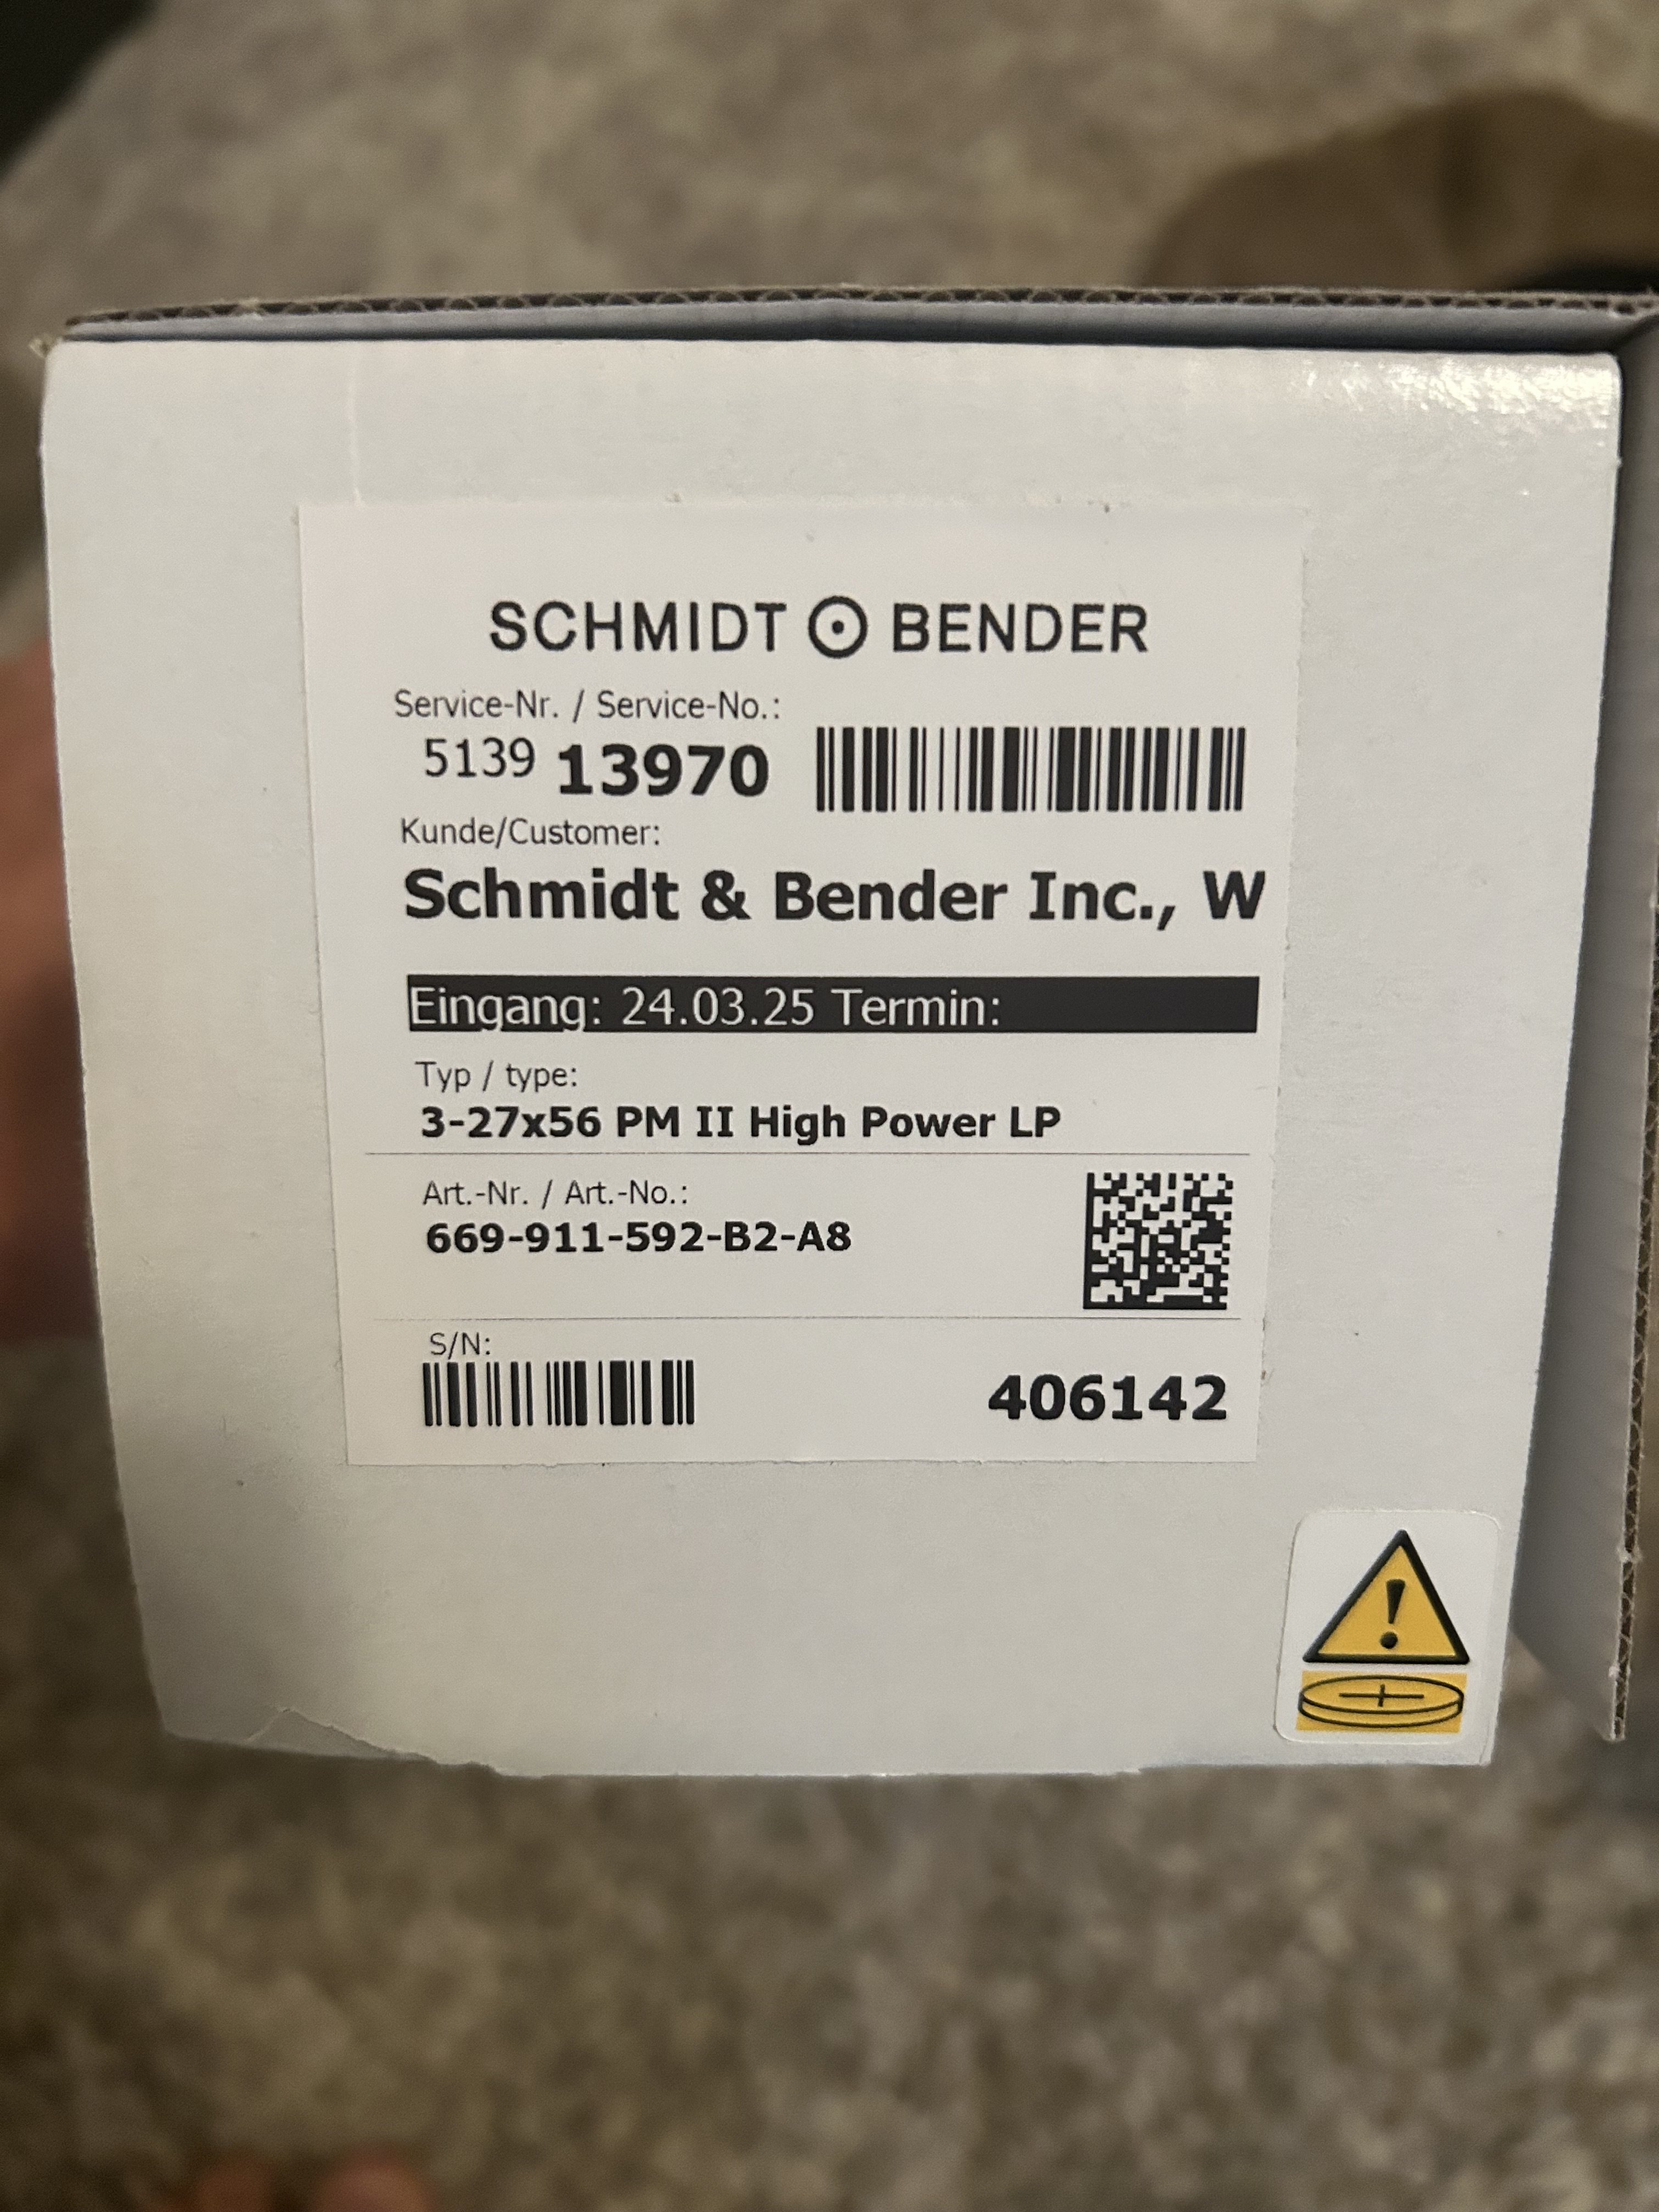 SCHMIDT BENDER
Service-Nr. / Service-No.:
5139 13970
Kunde/Customer:
Schmidt & Bender Inc., W
Eingang: 24.03.25 Termin:
Typ / type:
3-27x56 PM II High Power LP
Art.-Nr. / Art.-No.:
669-911-592-B2-A8
S/N:
406142